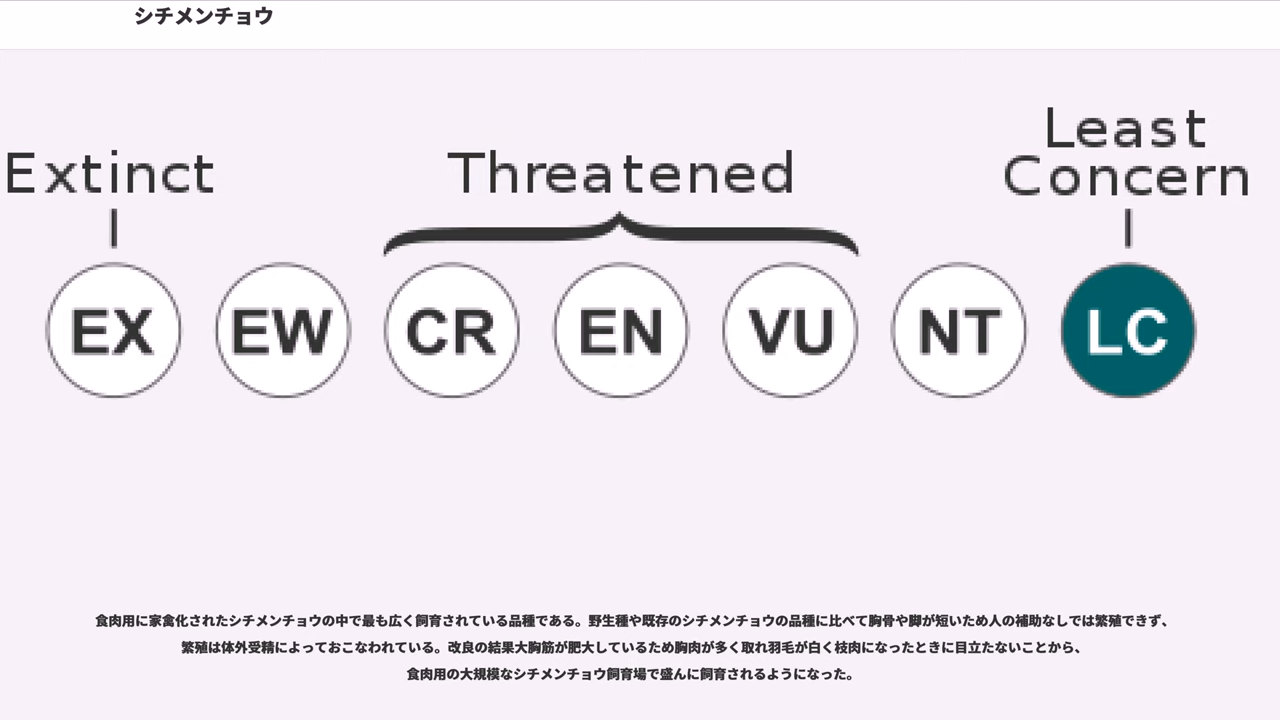 シチメンチョウ
Least
Concern
Extinct
Threatened
EX EW CR EN VU NT LC
食肉用に家禽化されたシチメンチョウの中で最も広く飼育されている品種である。野生種や既存のシチメンチョウの品種に比べて胸骨や脚が短いため人の補助なしでは繁殖できず、
繁殖は体外受精によっておこなわれている。改良の結果大胸筋が肥大しているため胸肉が多く取れ羽毛が白く枝肉になったときに目立たないことから、
食肉用の大規模なシチメンチョウ飼育場で盛んに飼育されるようになった。